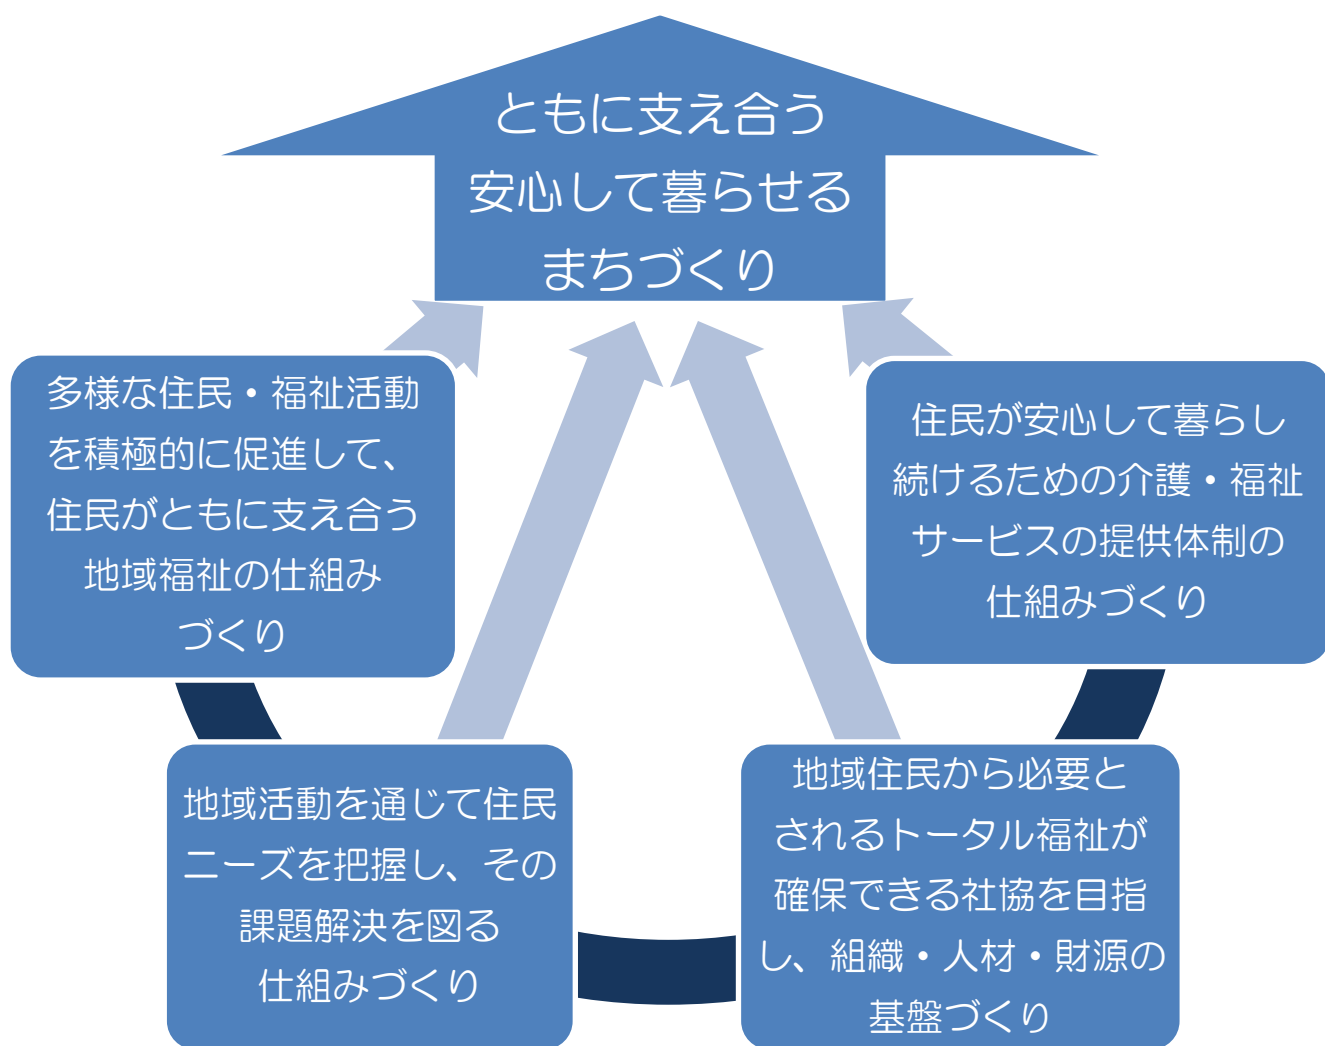 ともに支え合う
安心して暮らせる
まちづくり
多様な住民・福祉活動
を積極的に促進して、
住民がともに支え合う
地域福祉の仕組み
づくり
住民が安心して暮らし
続けるための介護・福祉
サービスの提供体制の
仕組みづくり
地域活動を通じて住民
ニーズを把握し、その
課題解決を図る
仕組みづくり
地域住民から必要と
されるトータル福祉が
確保できる社協を目指
し、組織・人材・財源の
基盤づくり